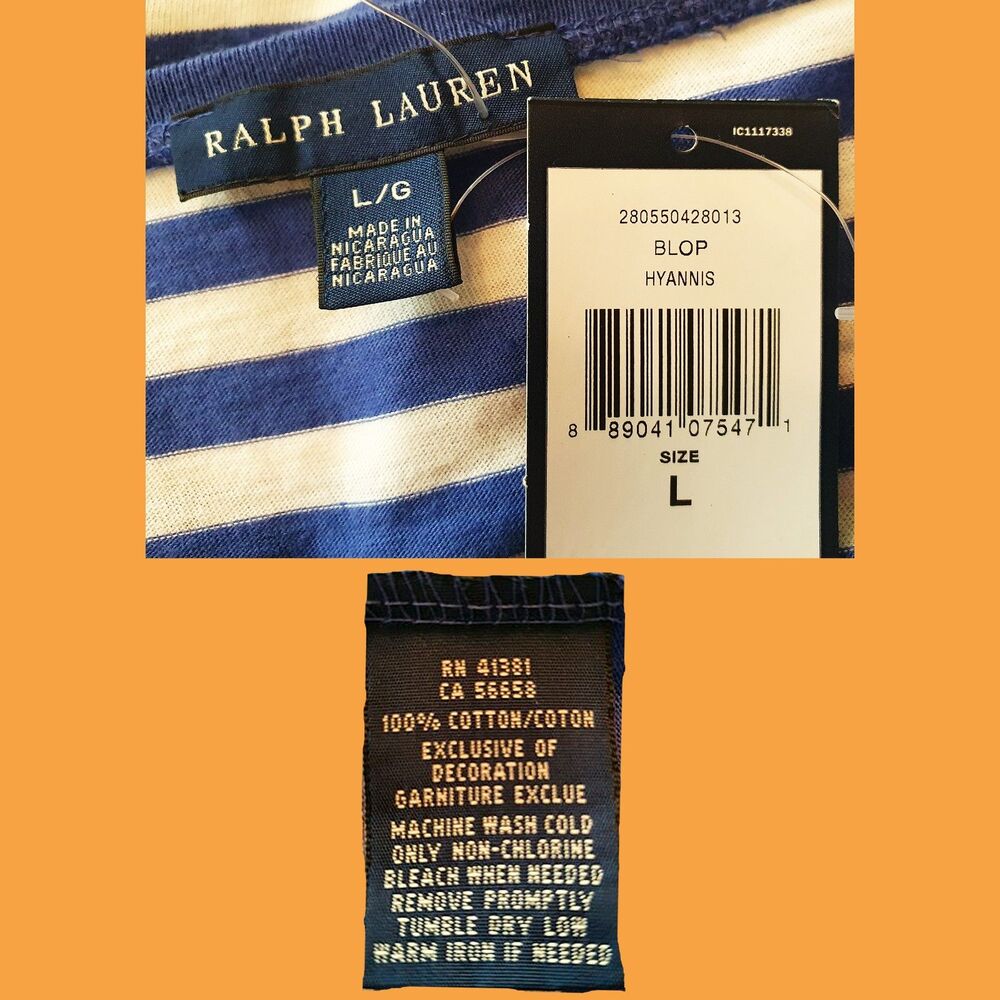 RALPH LAUREN
L/G
MADE IN
NICARAGUA
FABRIQUÉ AU
NICARAGUA
IC1117338
280550428013
BLOP
HYANNIS
8 89041 07547 1
SIZE
L
RN 41381
CA 56658
100% COTTON/COTON
EXCLUSIVE OF
DECORATION
GARNITURE EXCLUE
MACHINE WASH COLD
ONLY NON-CHLORINE
BLEACH WHEN NEEDED
REMOVE PROMPTLY
TUMBLE DRY LOW
WARM IRON IF NEEDED